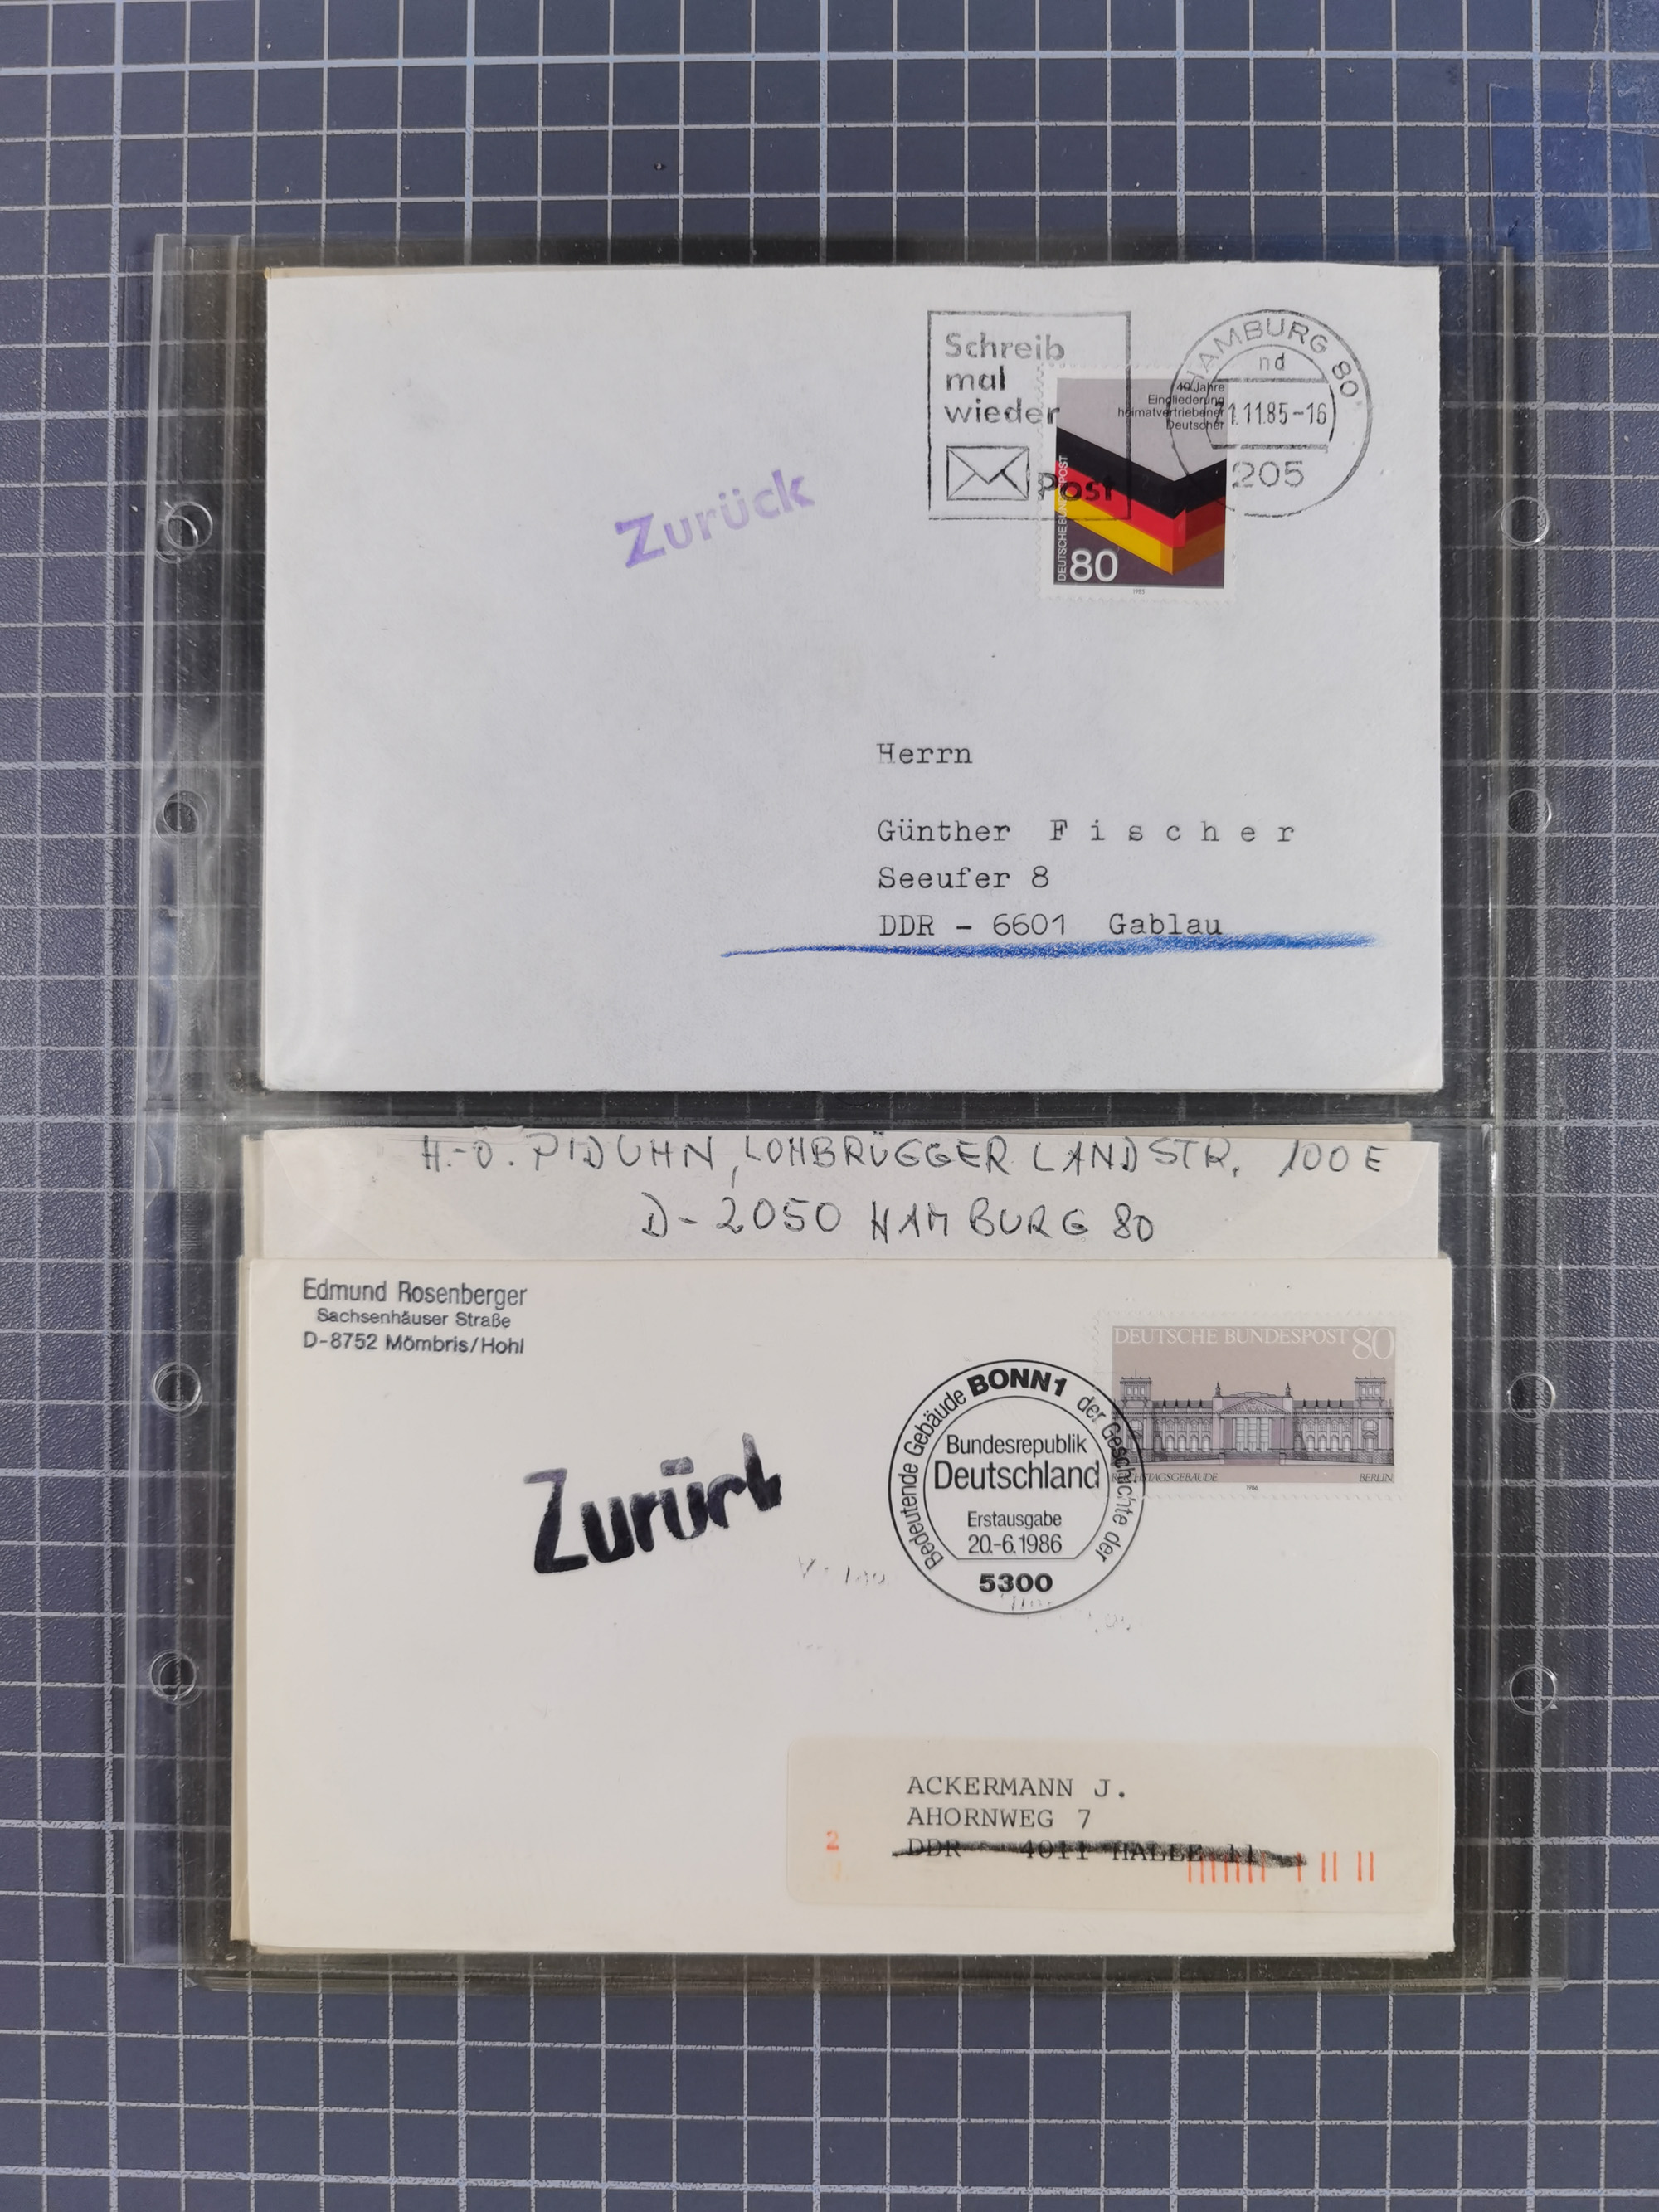 Schreib
mal
wieder
Post
HAMBURG 80
nd
1.11.85-16
205
40 Jahre
Eingliederung
heimatvertriebener
Deutscher
DEUTSCHE BUNDESPOST
80
1985
Zurück
Herrn
Günther Fischer
Seeufer 8
DDR - 6601 Gablau
H.-O. PIDUHN, LOHBRÜGGER LANDSTR. 100 E
D-2050 HAMBURG 80
Edmund Rosenberger
Sachsenhäuser Straße
D-8752 Mömbris/Hohl
DEUTSCHE BUNDESPOST 80
REICHSTAGSGEBÄUDE BERLIN
1986
BONN 1
Bedeutende Gebäude der Geschichte der
Bundesrepublik
Deutschland
Erstausgabe
20.-6.1986
5300
Zurück
ACKERMANN J.
AHORNWEG 7
DDR - 4011 HALLE 11
2